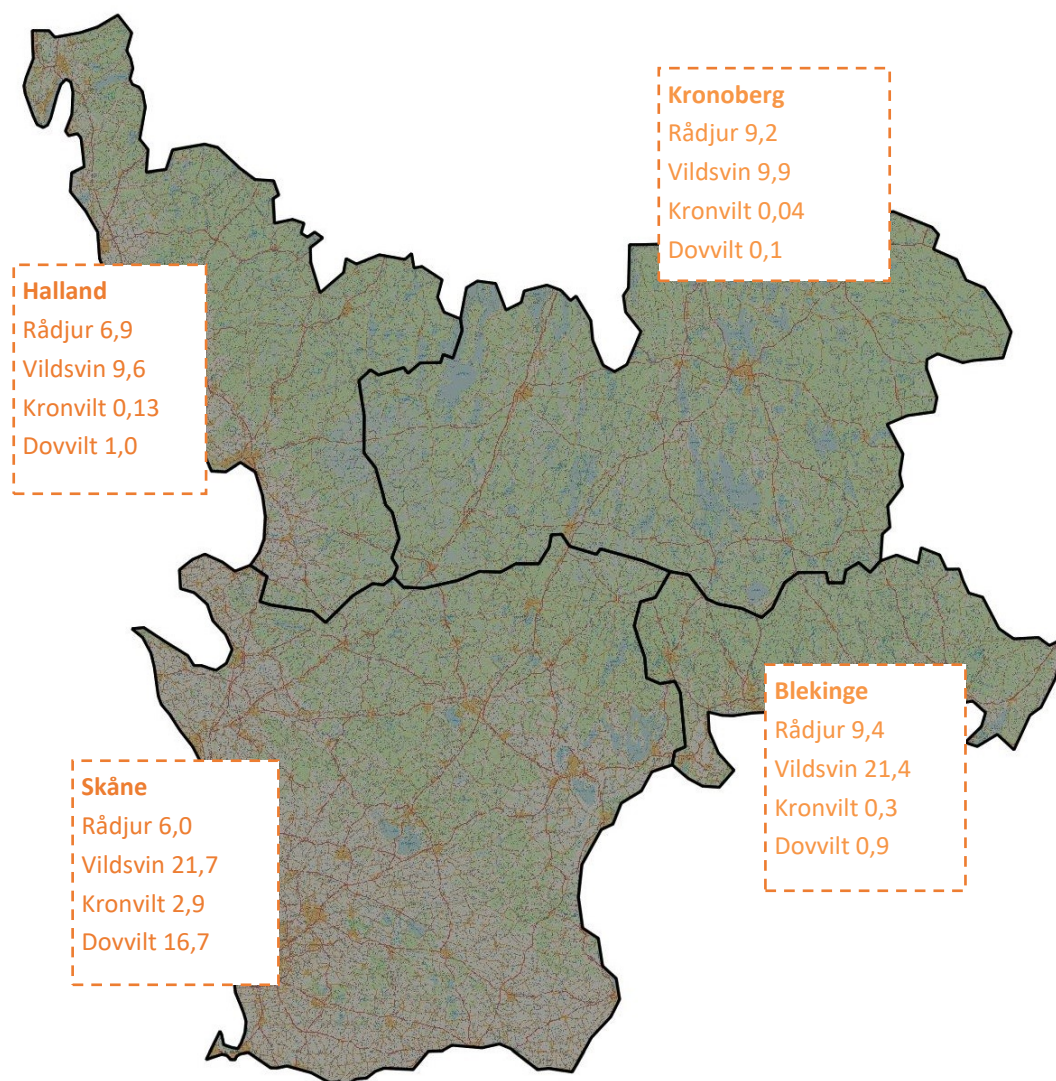 Kronoberg
Rådjur 9,2
Vildsvin 9,9
Kronvilt 0,04
Dovvilt 0,1
Halland
Rådjur 6,9
Vildsvin 9,6
Kronvilt 0,13
Dovvilt 1,0
Blekinge
Rådjur 9,4
Vildsvin 21,4
Kronvilt 0,3
Dovvilt 0,9
Skåne
Rådjur 6,0
Vildsvin 21,7
Kronvilt 2,9
Dovvilt 16,7